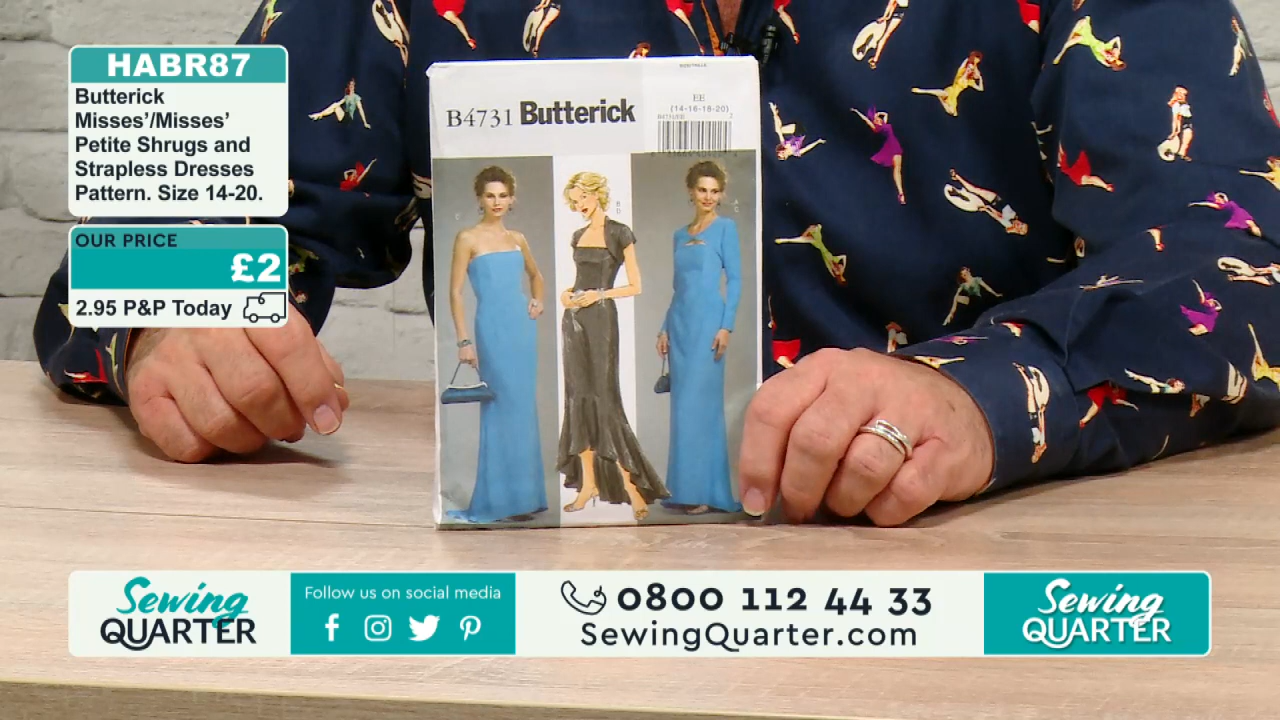 HABR87
Butterick
Misses’/Misses’
Petite Shrugs and
Strapless Dresses
Pattern. Size 14-20.
OUR PRICE
£2
2.95 P&P Today
B4731 Butterick
EE
(14-16-18-20)
Sewing
QUARTER
Follow us on social media
0800 112 44 33
SewingQuarter.com
Sewing
QUARTER